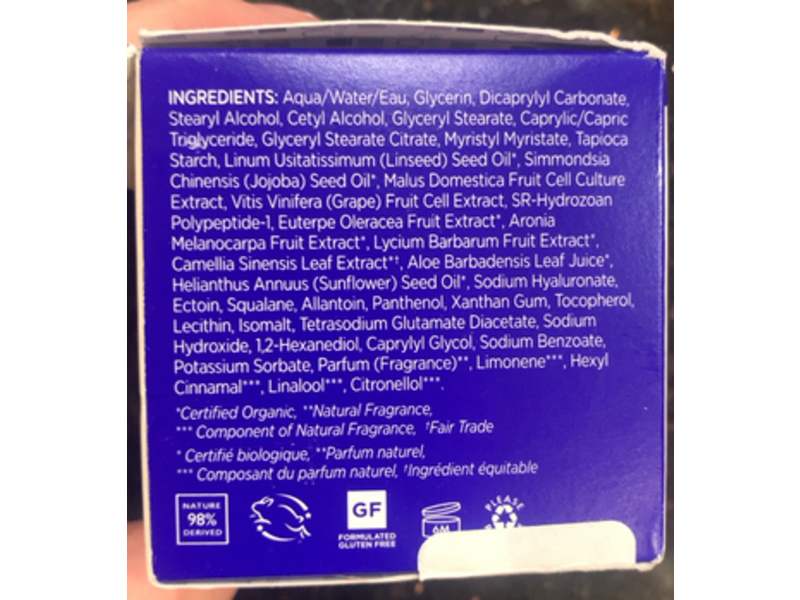 INGREDIENTS: Aqua/Water/Eau, Glycerin, Dicaprylyl Carbonate,
Stearyl Alcohol, Cetyl Alcohol, Glyceryl Stearate, Caprylic/Capric
Triglyceride, Glyceryl Stearate Citrate, Myristyl Myristate, Tapioca
Starch, Linum Usitatissimum (Linseed) Seed Oil*, Simmondsia
Chinensis (Jojoba) Seed Oil*, Malus Domestica Fruit Cell Culture
Extract, Vitis Vinifera (Grape) Fruit Cell Extract, SR-Hydrozoan
Polypeptide-1, Euterpe Oleracea Fruit Extract*, Aronia
Melanocarpa Fruit Extract*, Lycium Barbarum Fruit Extract*,
Camellia Sinensis Leaf Extract*†, Aloe Barbadensis Leaf Juice*,
Helianthus Annuus (Sunflower) Seed Oil*, Sodium Hyaluronate,
Ectoin, Squalane, Allantoin, Panthenol, Xanthan Gum, Tocopherol,
Lecithin, Isomalt, Tetrasodium Glutamate Diacetate, Sodium
Hydroxide, 1,2-Hexanediol, Caprylyl Glycol, Sodium Benzoate,
Potassium Sorbate, Parfum (Fragrance)**, Limonene***, Hexyl
Cinnamal***, Linalool***, Citronellol***.
*Certified Organic, **Natural Fragrance,
*** Component of Natural Fragrance, †Fair Trade
* Certifié biologique, **Parfum naturel,
*** Composant du parfum naturel, †Ingrédient équitable
NATURE
98%
DERIVED
GF
FORMULATED
GLUTEN FREE
6M
PLEASE